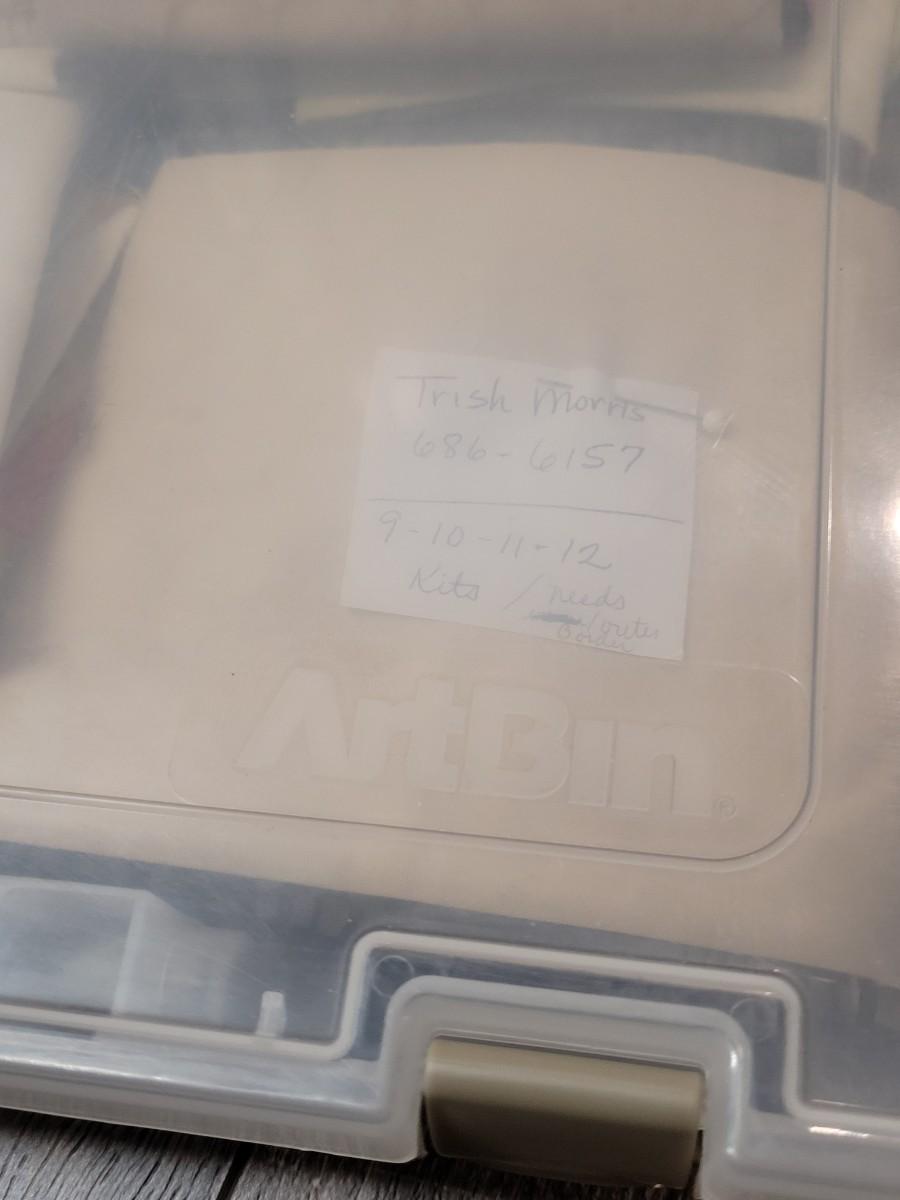 Trish Morris
686-6157
9-10-11-12
Kits / needs
outer
Border
ArtBin®